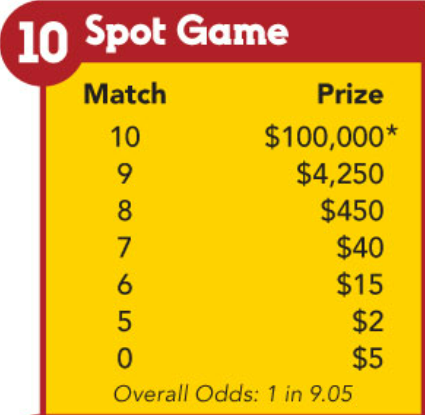 10 Spot Game
Match Prize
10 $100,000*
9 $4,250
8 $450
7 $40
6 $15
5 $2
0 $5
Overall Odds: 1 in 9.05